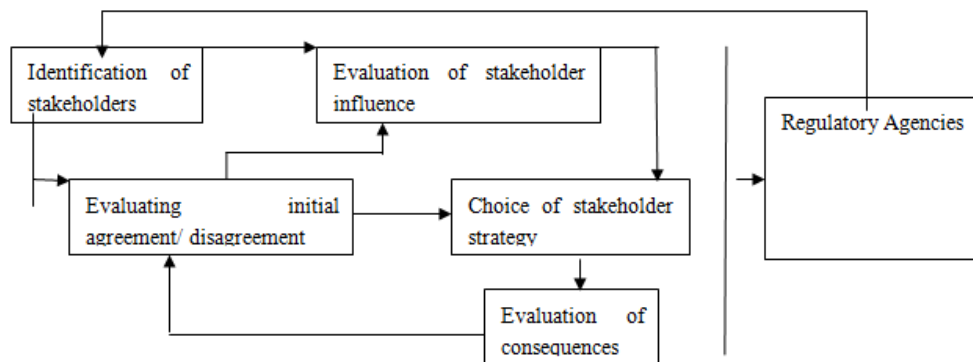 Identification of
stakeholders
Evaluation of stakeholder
influence
Regulatory Agencies
Evaluating initial
agreement/ disagreement
Choice of stakeholder
strategy
Evaluation of
consequences